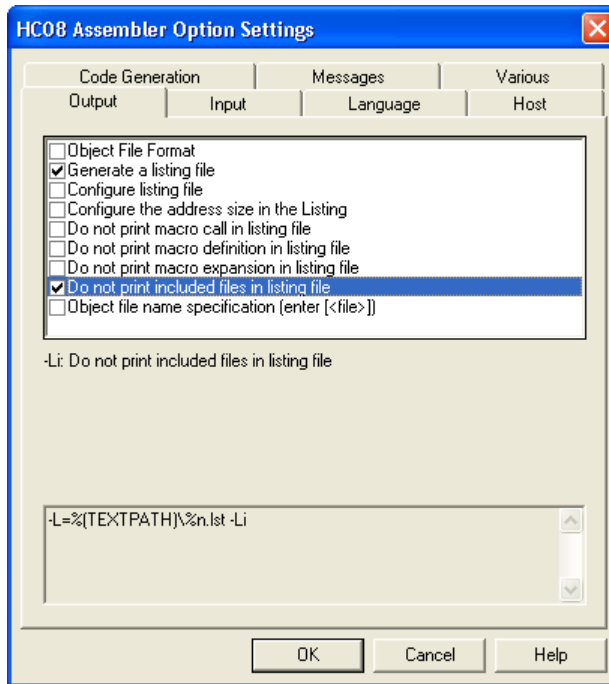 HC08 Assembler Option Settings
Code Generation Messages Various
Output Input Language Host
Object File Format
Generate a listing file
Configure listing file
Configure the address size in the Listing
Do not print macro call in listing file
Do not print macro definition in listing file
Do not print macro expansion in listing file
Do not print included files in listing file
Object file name specification (enter [<file>])
-Li: Do not print included files in listing file
-L=%(TEXTPATH)\%n.lst -Li
OK Cancel Help